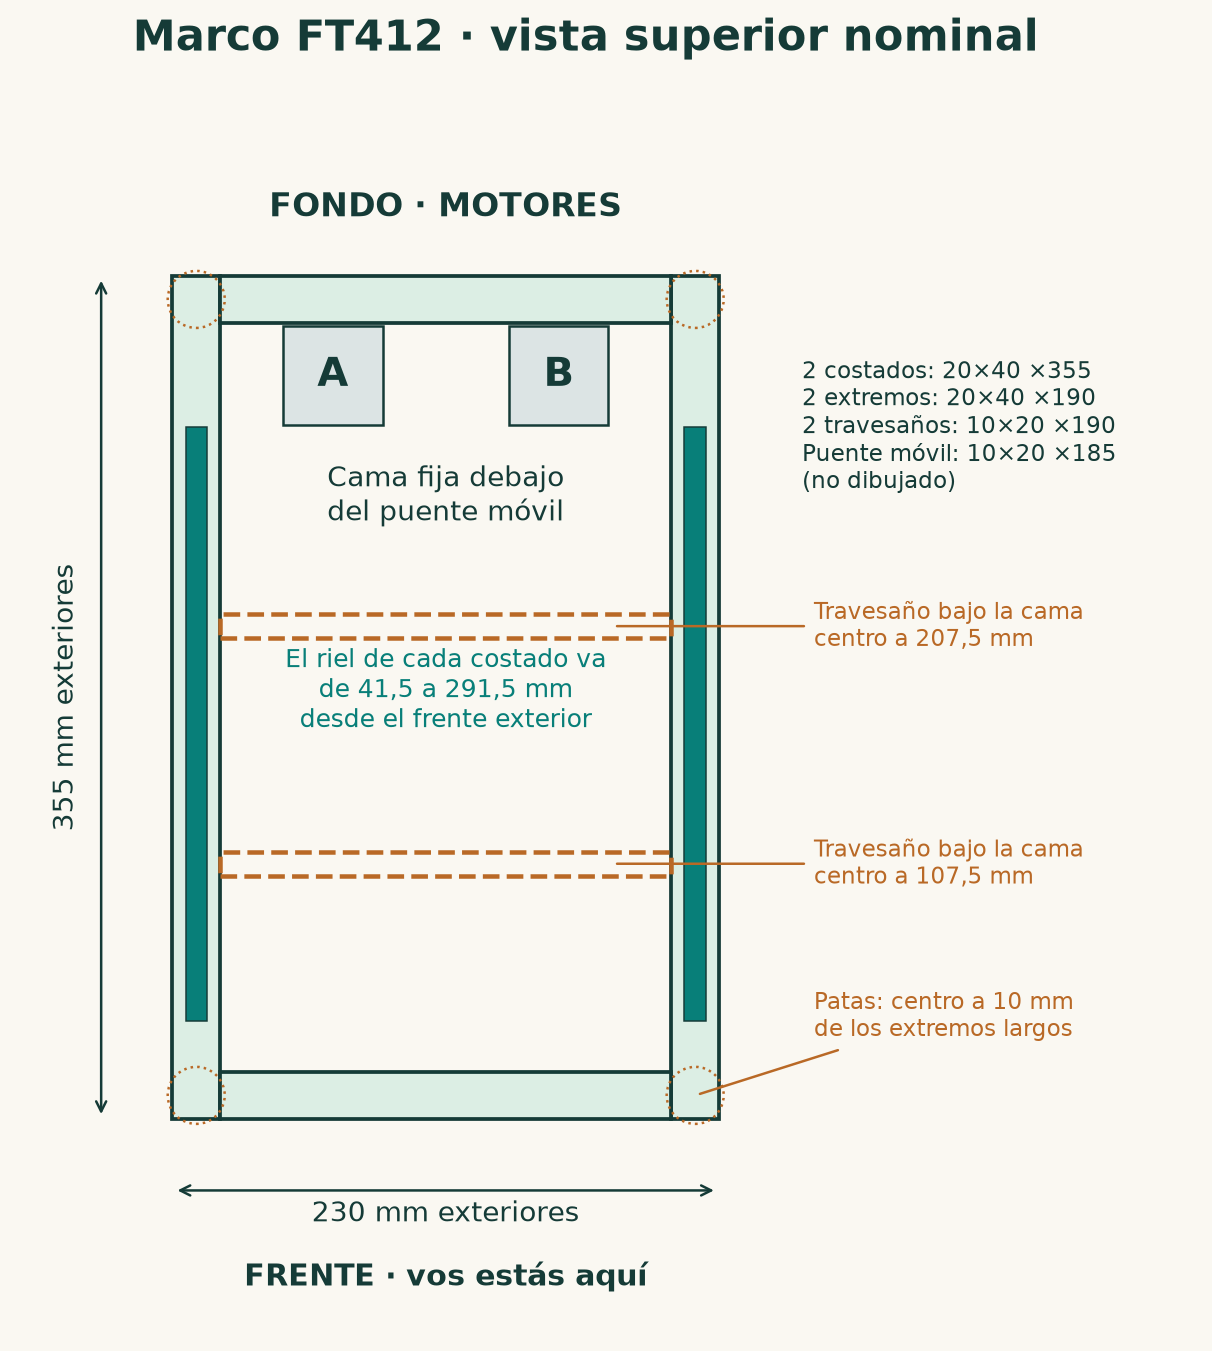 Marco FT412 · vista superior nominal
FONDO · MOTORES
A
B
2 costados: 20×40 ×355
2 extremos: 20×40 ×190
2 travesaños: 10×20 ×190
Puente móvil: 10×20 ×185
(no dibujado)
Cama fija debajo
del puente móvil
Travesaño bajo la cama
centro a 207,5 mm
El riel de cada costado va
de 41,5 a 291,5 mm
desde el frente exterior
355 mm exteriores
Travesaño bajo la cama
centro a 107,5 mm
Patas: centro a 10 mm
de los extremos largos
230 mm exteriores
FRENTE · vos estás aquí